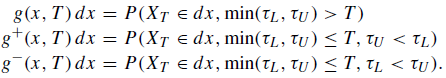 g(x, T) dx = P(X_T ∈ dx, min(τ_L, τ_U) > T)
g⁺(x, T) dx = P(X_T ∈ dx, min(τ_L, τ_U) ≤ T, τ_U < τ_L)
g⁻(x, T) dx = P(X_T ∈ dx, min(τ_L, τ_U) ≤ T, τ_L < τ_U).